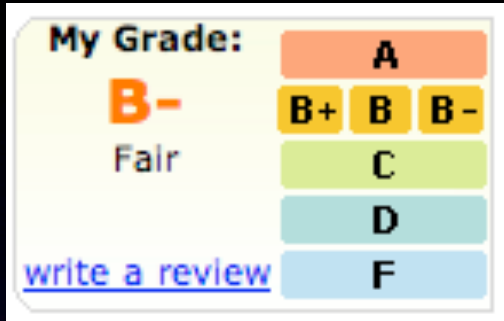 My Grade:
B-
Fair
write a review
A
B+ B B-
C
D
F